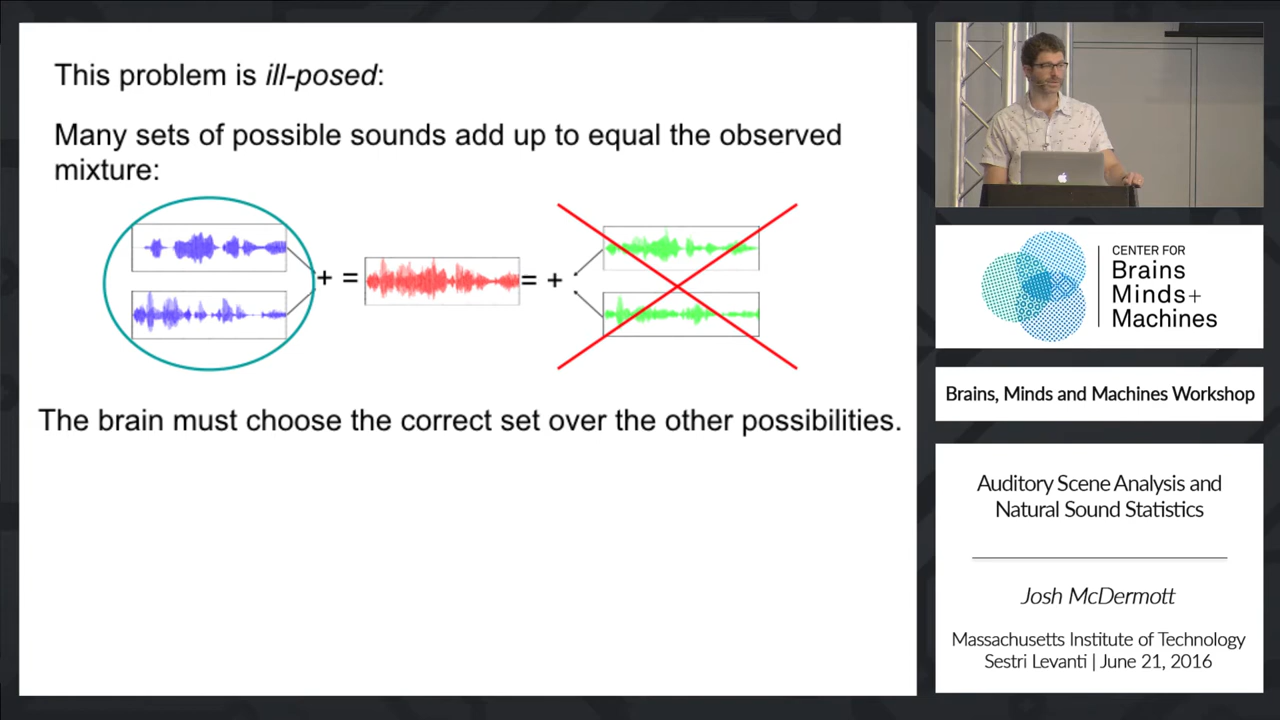 This problem is ill-posed:
Many sets of possible sounds add up to equal the observed
mixture:
+ = = +
The brain must choose the correct set over the other possibilities.
CENTER FOR
Brains
Minds+
Machines
Brains, Minds and Machines Workshop
Auditory Scene Analysis and
Natural Sound Statistics
Josh McDermott
Massachusetts Institute of Technology
Sestri Levanti | June 21, 2016